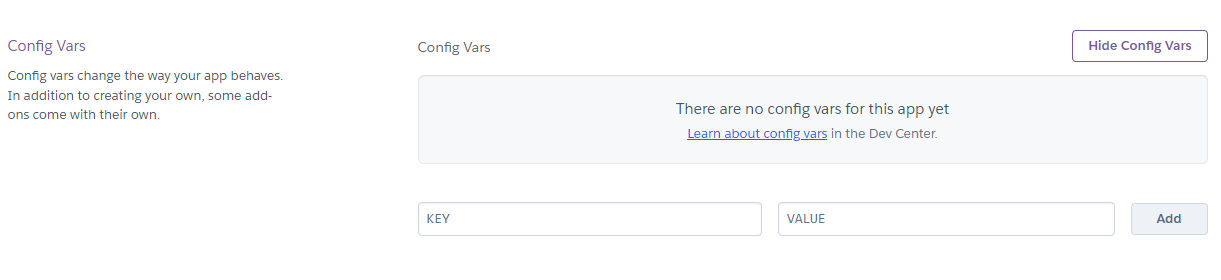 Config Vars
Config vars change the way your app behaves.
In addition to creating your own, some add-
ons come with their own.
Config Vars
Hide Config Vars
There are no config vars for this app yet
Learn about config vars in the Dev Center.
KEY
VALUE
Add